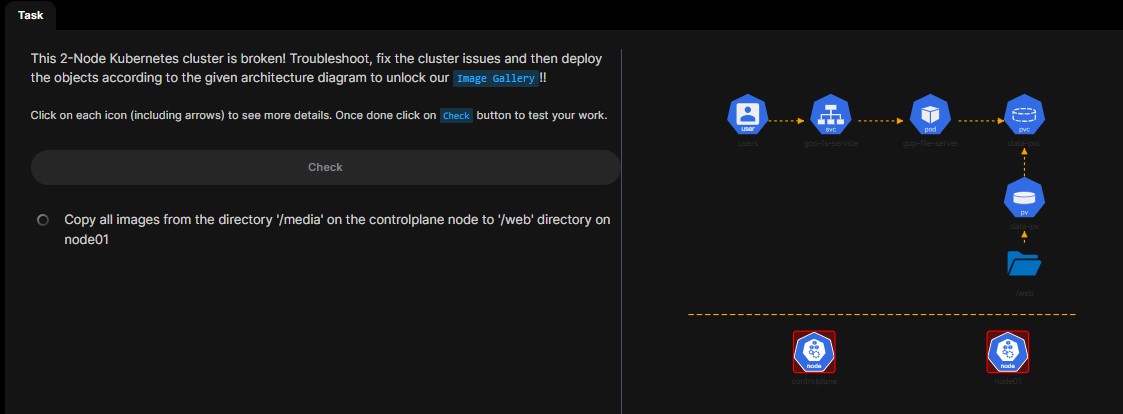 Task
This 2-Node Kubernetes cluster is broken! Troubleshoot, fix the cluster issues and then deploy
the objects according to the given architecture diagram to unlock our Image Gallery!!
Click on each icon (including arrows) to see more details. Once done click on Check button to test your work.
Check
Copy all images from the directory '/media' on the controlplane node to '/web' directory on
node01
user
svc
pod
pvc
users
gop-fs-service
gop-file-server
data-pvc
pv
data-pv
/web
node
node
controlplane
node01